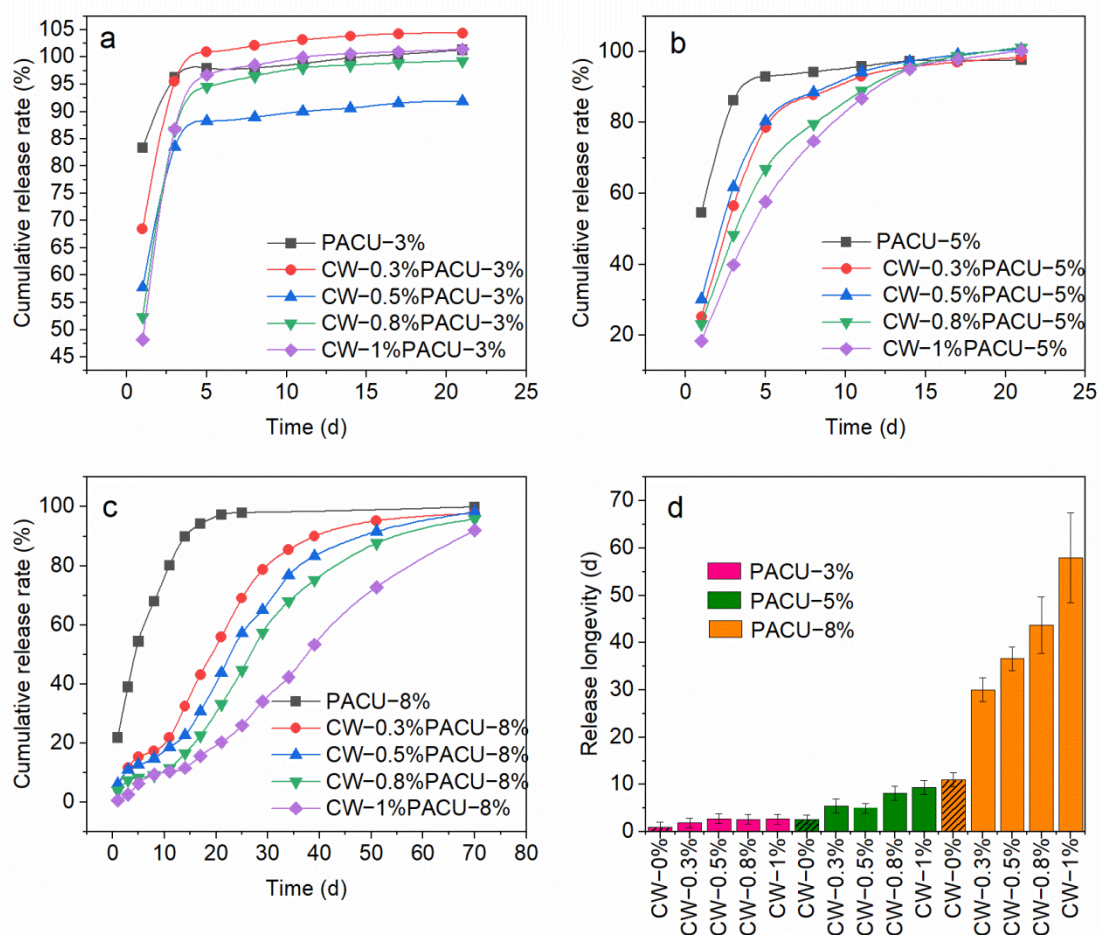 a
105
100
95
90
85
80
75
70
65
60
55
50
45
Cumulative release rate (%)
PACU−3%
CW−0.3%PACU−3%
CW−0.5%PACU−3%
CW−0.8%PACU−3%
CW−1%PACU−3%
0 5 10 15 20 25
Time (d)
b
100
80
60
40
20
Cumulative release rate (%)
PACU−5%
CW−0.3%PACU−5%
CW−0.5%PACU−5%
CW−0.8%PACU−5%
CW−1%PACU−5%
0 5 10 15 20 25
Time (d)
c
100
80
60
40
20
0
Cumulative release rate (%)
PACU−8%
CW−0.3%PACU−8%
CW−0.5%PACU−8%
CW−0.8%PACU−8%
CW−1%PACU−8%
0 10 20 30 40 50 60 70 80
Time (d)
d
70
60
50
40
30
20
10
0
Release longevity (d)
PACU−3%
PACU−5%
PACU−8%
CW−0%
CW−0.3%
CW−0.5%
CW−0.8%
CW−1%
CW−0%
CW−0.3%
CW−0.5%
CW−0.88%
CW−1%
CW−0%
CW−0.3%
CW−0.5%
CW−0.8%
CW−1%